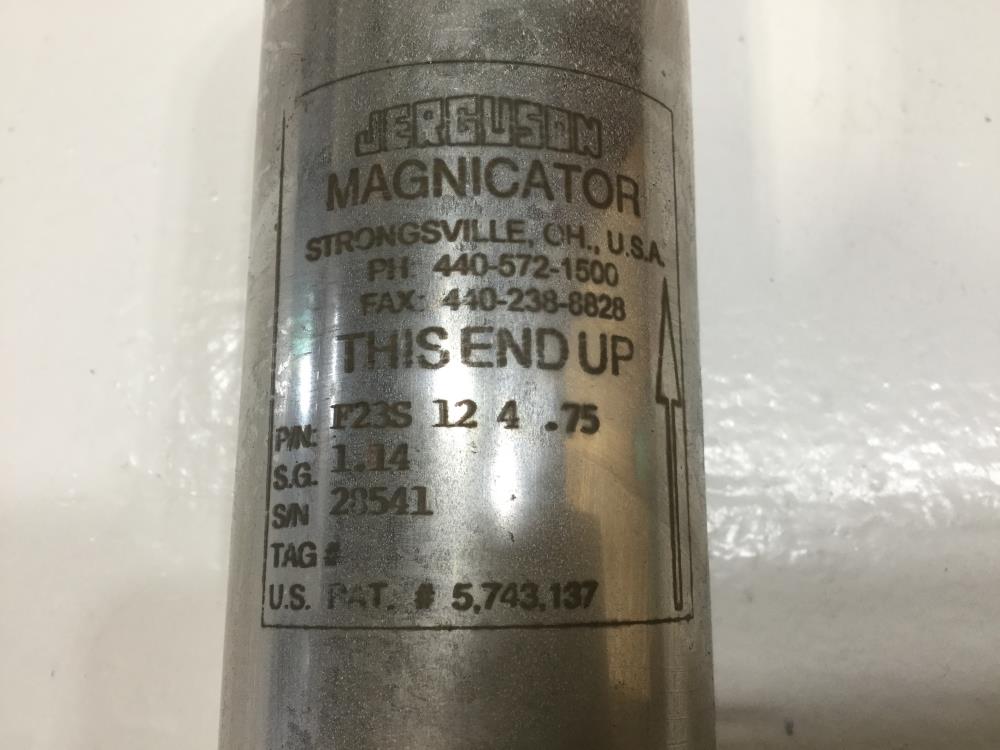 JERGUSON
MAGNICATOR
STRONGSVILLE, OH., U.S.A.
PH: 440-572-1500
FAX: 440-238-8828
THIS END UP
P/N: F23S 12 4 .75
S.G. 1.14
S/N 28541
TAG #
U.S. PAT. # 5,743,137